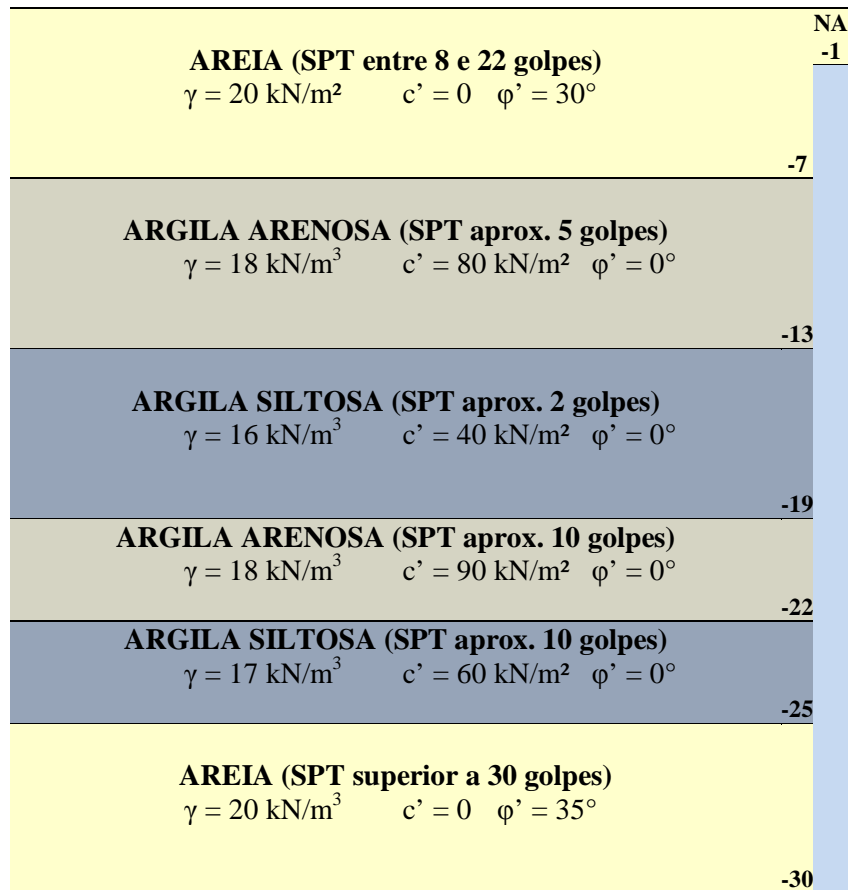 NA
-1
AREIA (SPT entre 8 e 22 golpes)
γ = 20 kN/m² c’ = 0 φ’ = 30°
-7
ARGILA ARENOSA (SPT aprox. 5 golpes)
γ = 18 kN/m³ c’ = 80 kN/m² φ’ = 0°
-13
ARGILA SILTOSA (SPT aprox. 2 golpes)
γ = 16 kN/m³ c’ = 40 kN/m² φ’ = 0°
-19
ARGILA ARENOSA (SPT aprox. 10 golpes)
γ = 18 kN/m³ c’ = 90 kN/m² φ’ = 0°
-22
ARGILA SILTOSA (SPT aprox. 10 golpes)
γ = 17 kN/m³ c’ = 60 kN/m² φ’ = 0°
-25
AREIA (SPT superior a 30 golpes)
γ = 20 kN/m³ c’ = 0 φ’ = 35°
-30